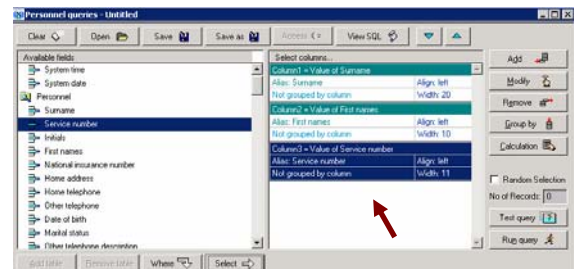 Personnel queries - Untitled
Clear Open Save Save as Access View SQL
Available fields
System time
System date
Personnel
Surname
Service number
Initials
First names
National insurance number
Home address
Home telephone
Other telephone
Date of birth
Marital status
Other telephone description
Select columns...
Column1 = Value of Surname
Alias: Surname Align: left
Not grouped by column Width: 20
Column2 = Value of First names
Alias: First names Align: left
Not grouped by column Width: 10
Column3 = Value of Service number
Alias: Service number Align: left
Not grouped by column Width: 11
Add
Modify
Remove
Group by
Calculation
Random Selection
No of Records: 0
Test query
Run query
Add table Remove table Where Select